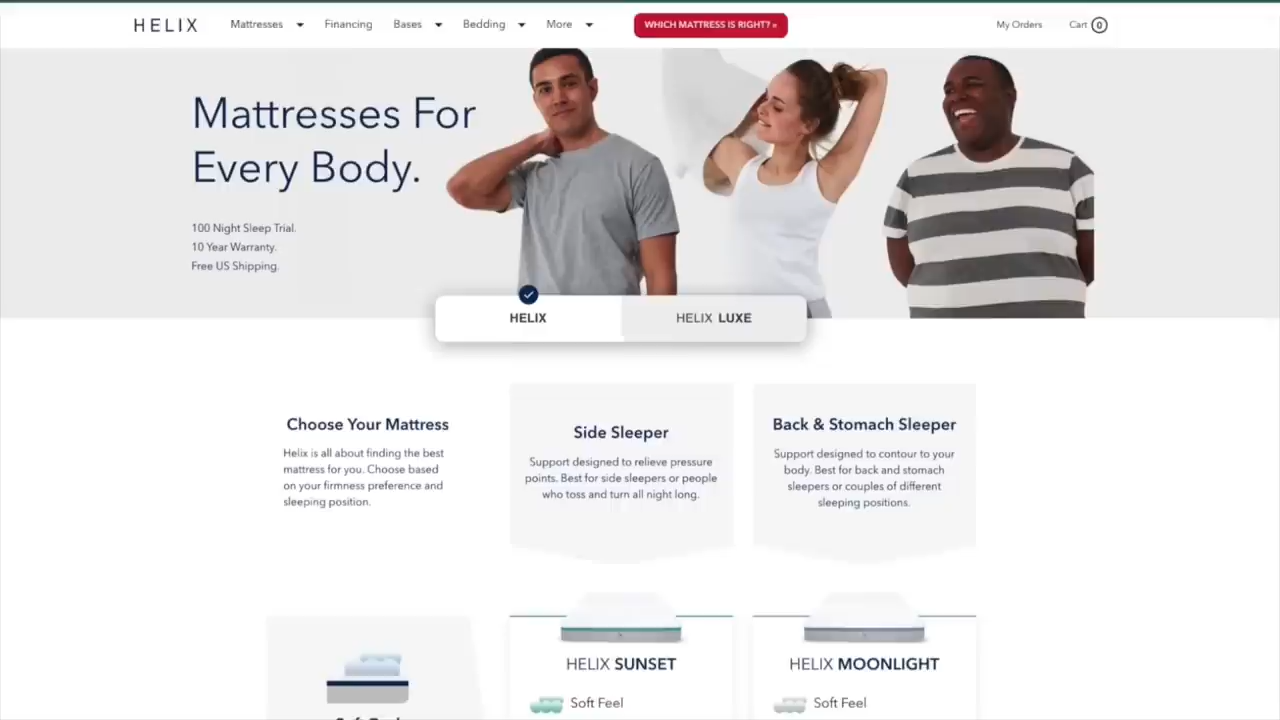 HELIX
Mattresses
Financing
Bases
Bedding
More
WHICH MATTRESS IS RIGHT? »
My Orders
Cart 0
Mattresses For
Every Body.
100 Night Sleep Trial.
10 Year Warranty.
Free US Shipping.
HELIX
HELIX LUXE
Choose Your Mattress
Helix is all about finding the best
mattress for you. Choose based
on your firmness preference and
sleeping position.
Side Sleeper
Support designed to relieve pressure
points. Best for side sleepers or people
who toss and turn all night long.
Back & Stomach Sleeper
Support designed to contour to your
body. Best for back and stomach
sleepers or couples of different
sleeping positions.
HELIX SUNSET
Soft Feel
HELIX MOONLIGHT
Soft Feel